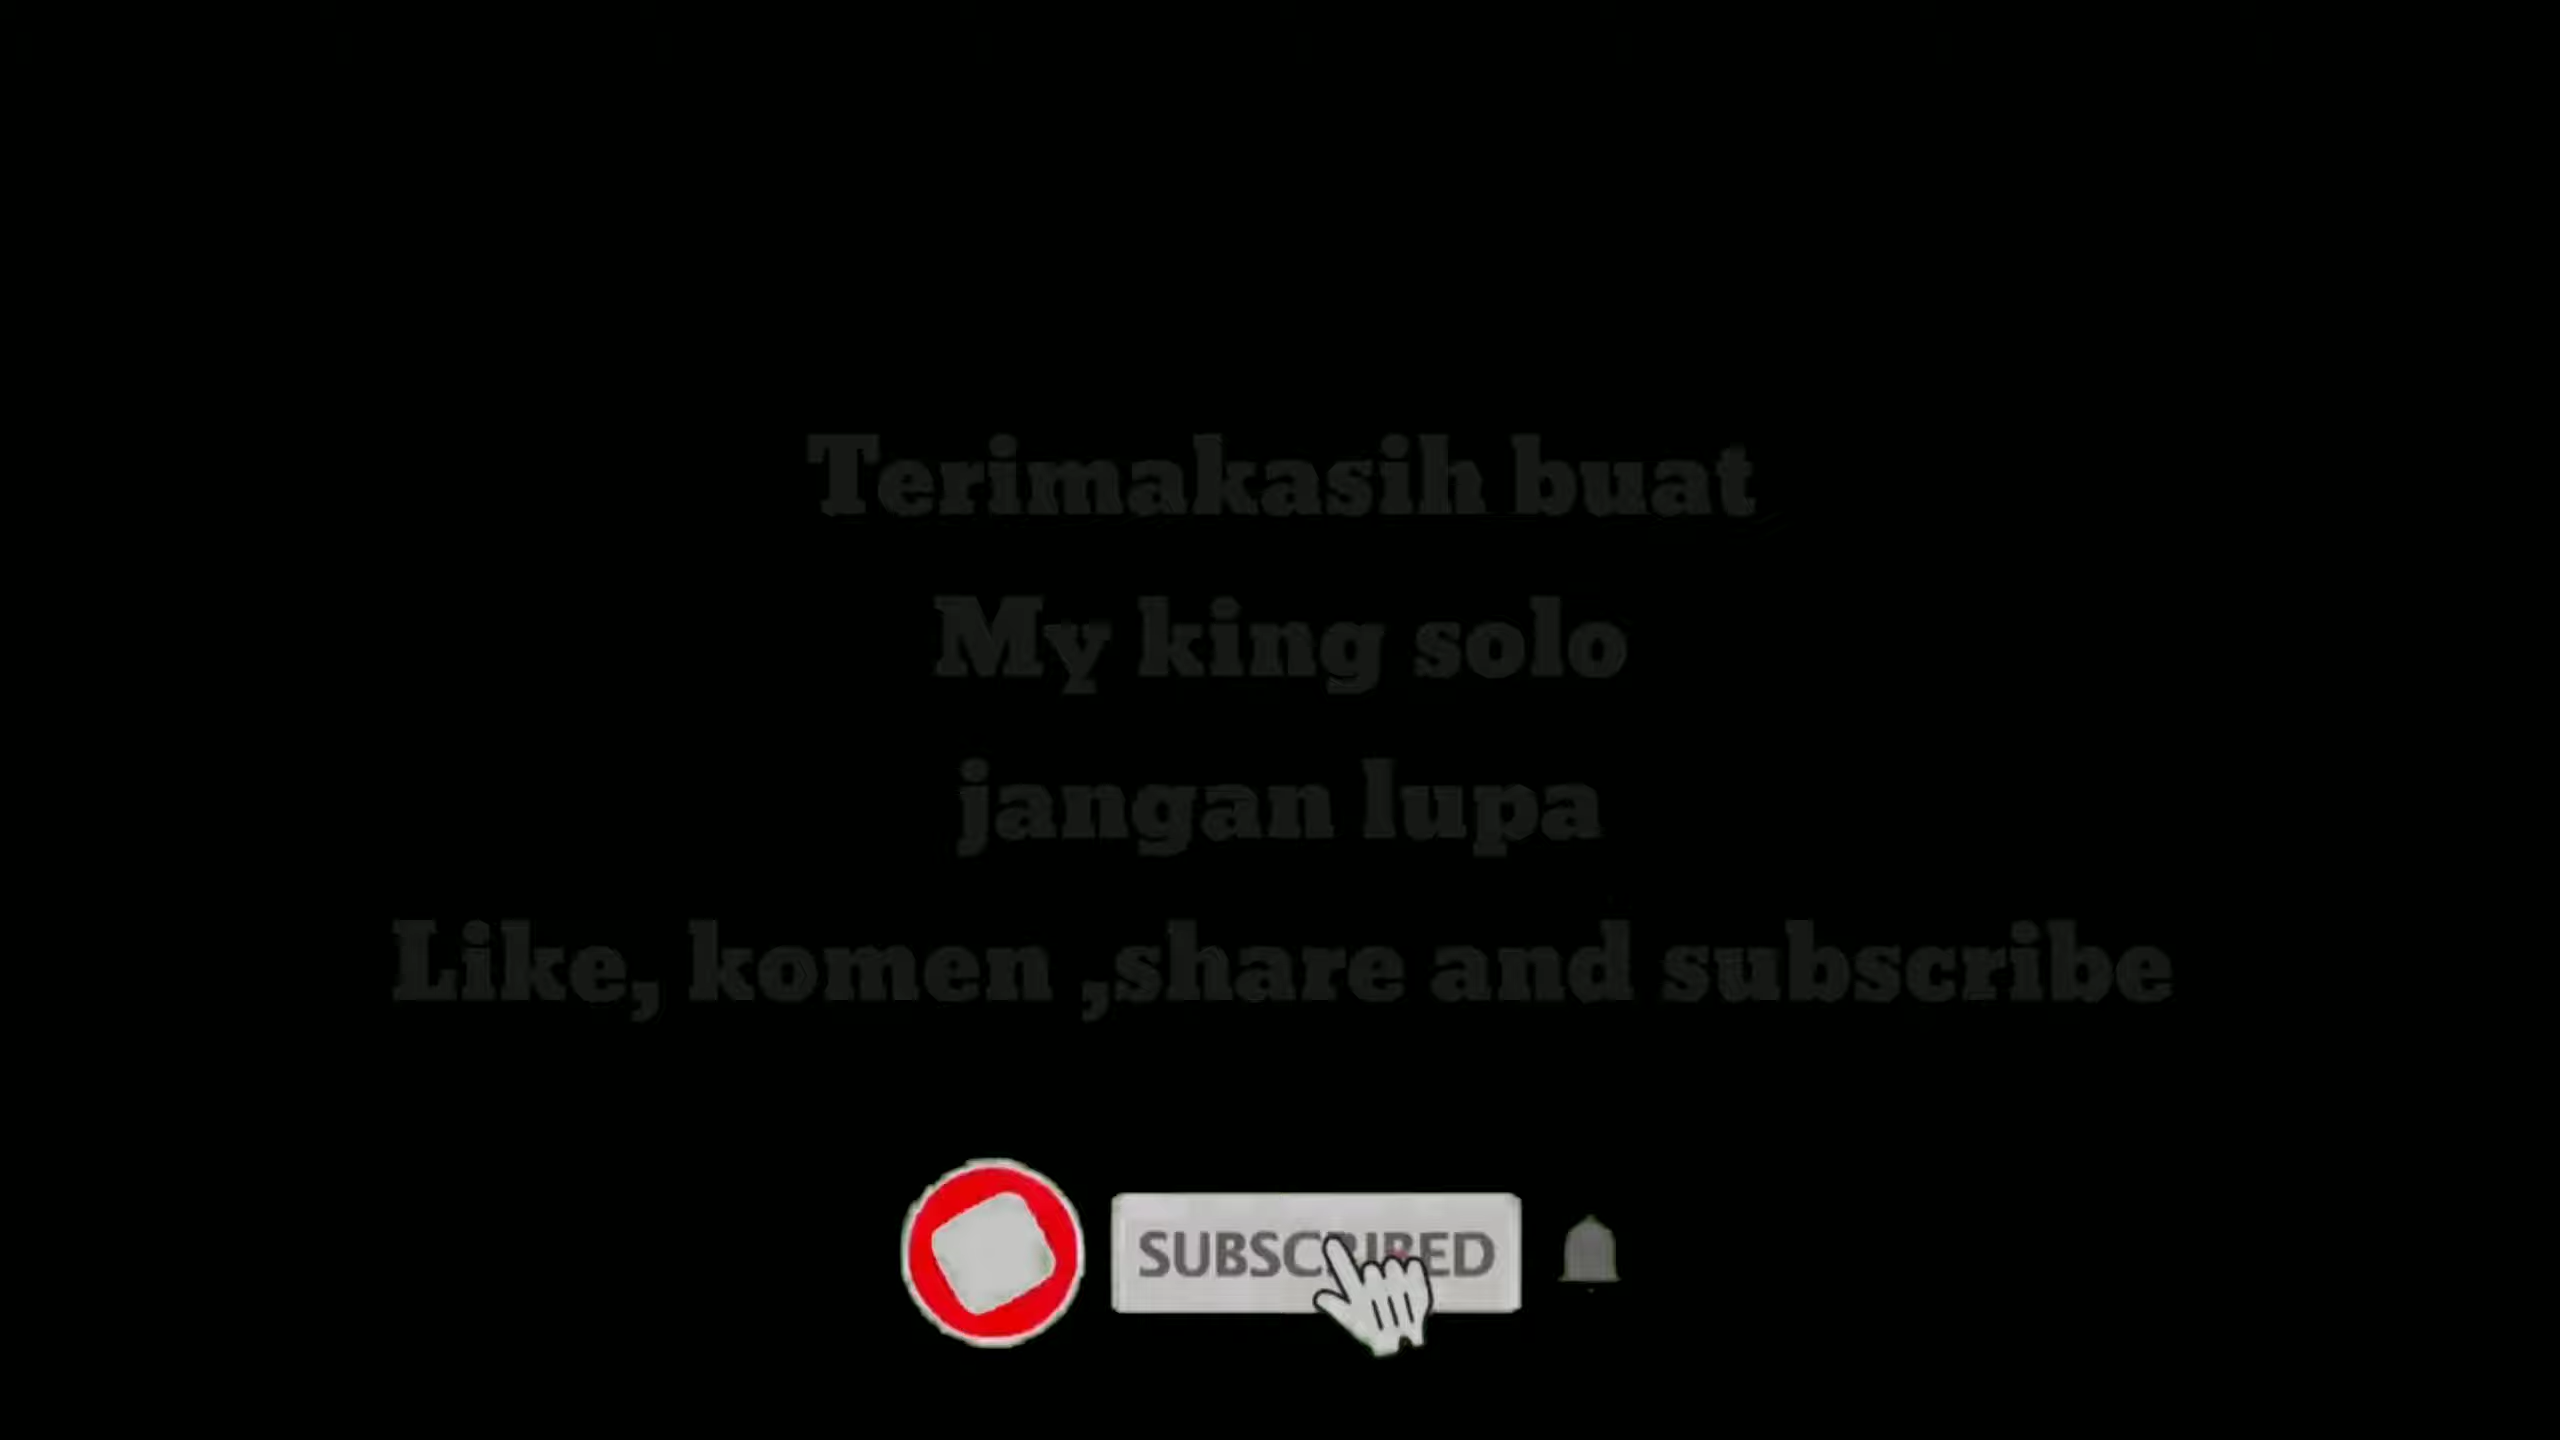 Terimakasih buat
My king solo
jangan lupa
Like, komen ,share and subscribe
SUBSCRIBED